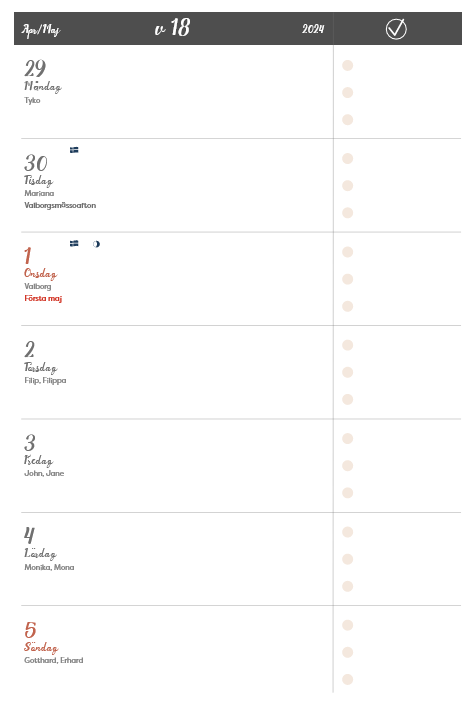 Apr/Maj
v 18
2024
29
Måndag
Tyko
30
Tisdag
Mariana
Valborgsmässoafton
1
Onsdag
Valborg
Första maj
2
Torsdag
Filip, Filippa
3
Fredag
John, Jane
4
Lördag
Monika, Mona
5
Söndag
Gotthard, Erhard